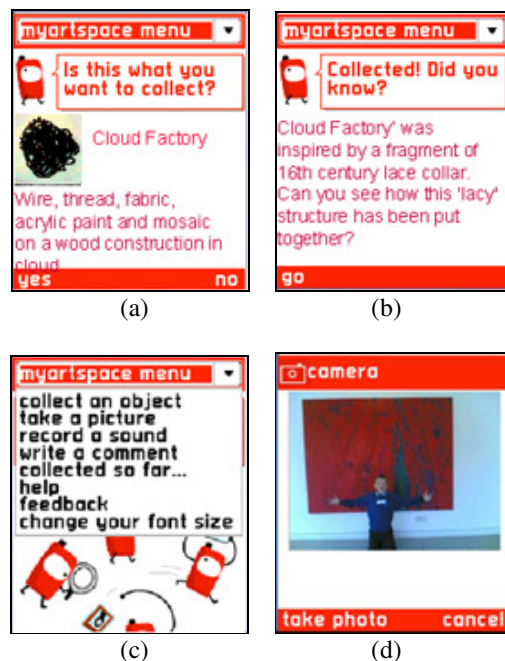 myartspace menu
Is this what you
want to collect?
Cloud Factory
Wire, thread, fabric,
acrylic paint and mosaic
on a wood construction in
cloud
yes no
(a)
myartspace menu
Collected! Did you
know?
Cloud Factory' was
inspired by a fragment of
16th century lace collar.
Can you see how this 'lacy'
structure has been put
together?
go
(b)
myartspace menu
collect an object
take a picture
record a sound
write a comment
collected so far...
help
feedback
change your font size
(c)
camera
take photo cancel
(d)